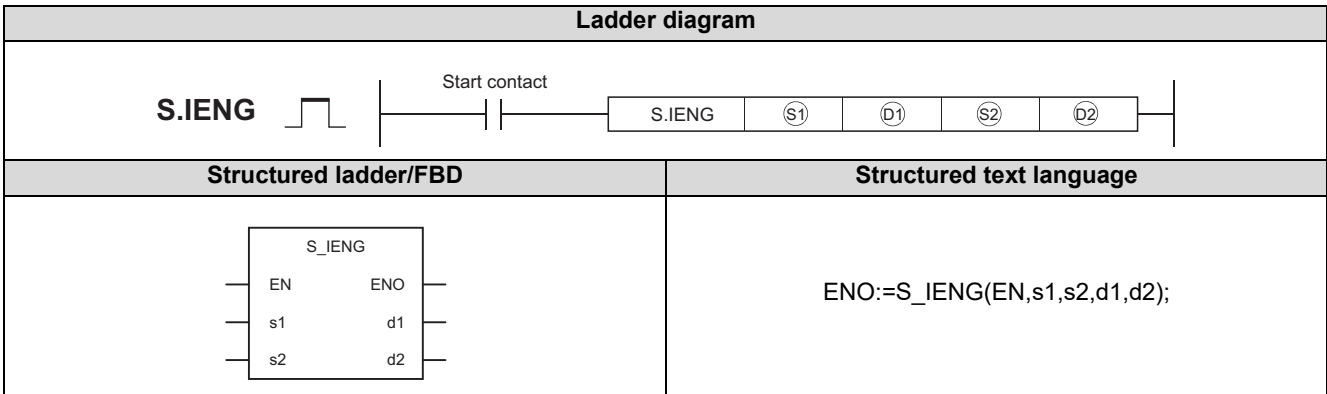 Ladder diagram
Start contact
S.IENG S.IENG S1 D1 S2 D2
Structured ladder/FBD Structured text language
S_IENG
EN ENO
s1 d1
s2 d2
ENO:=S_IENG(EN,s1,s2,d1,d2);